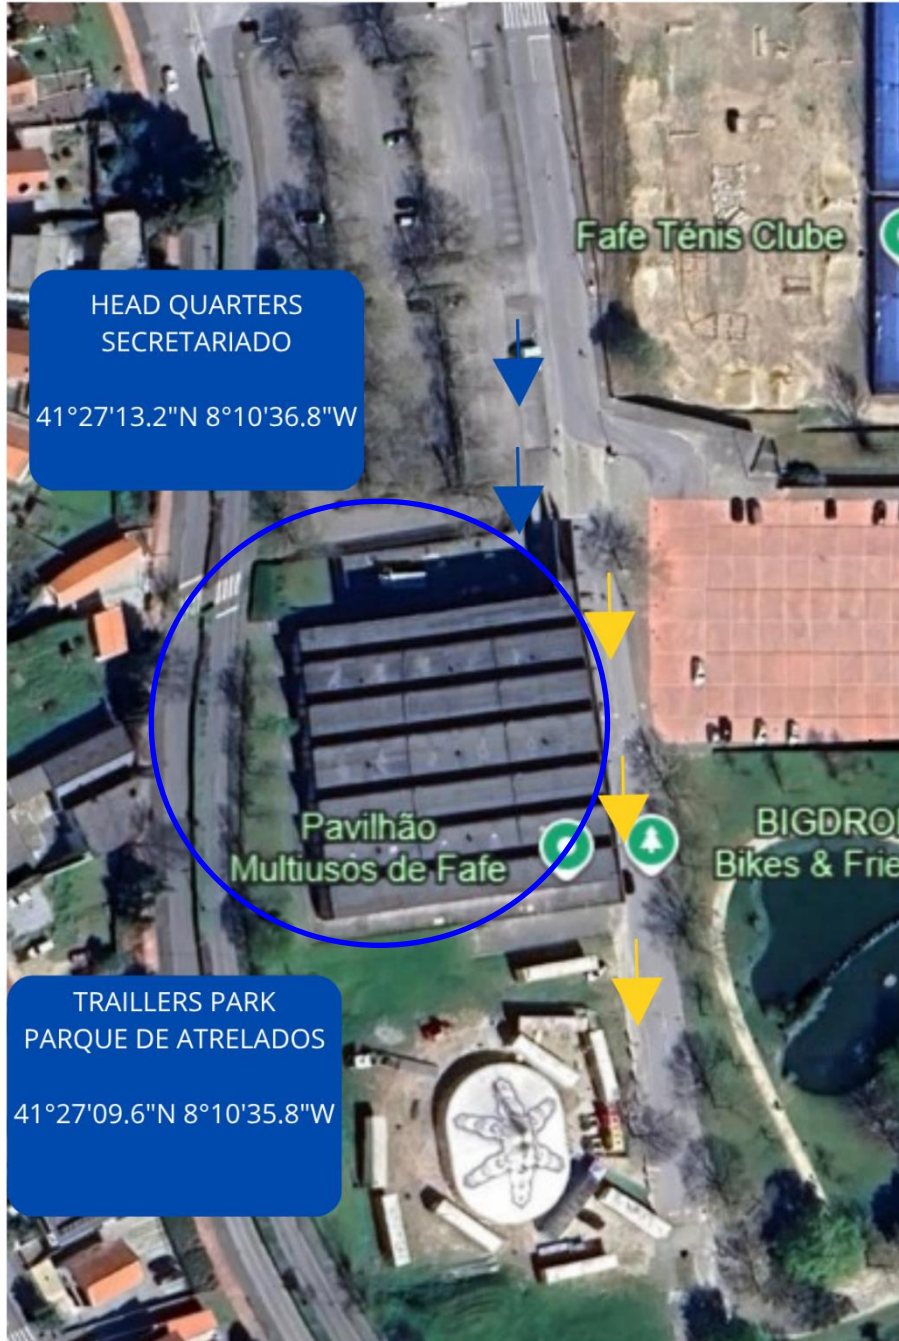 Fafe Ténis Clube
HEAD QUARTERS
SECRETARIADO
41°27'13.2"N 8°10'36.8"W
Pavilhão
Multiusos de Fafe
BIGDRO
Bikes & Frie
TRAILLERS PARK
PARQUE DE ATRELADOS
41°27'09.6"N 8°10'35.8"W